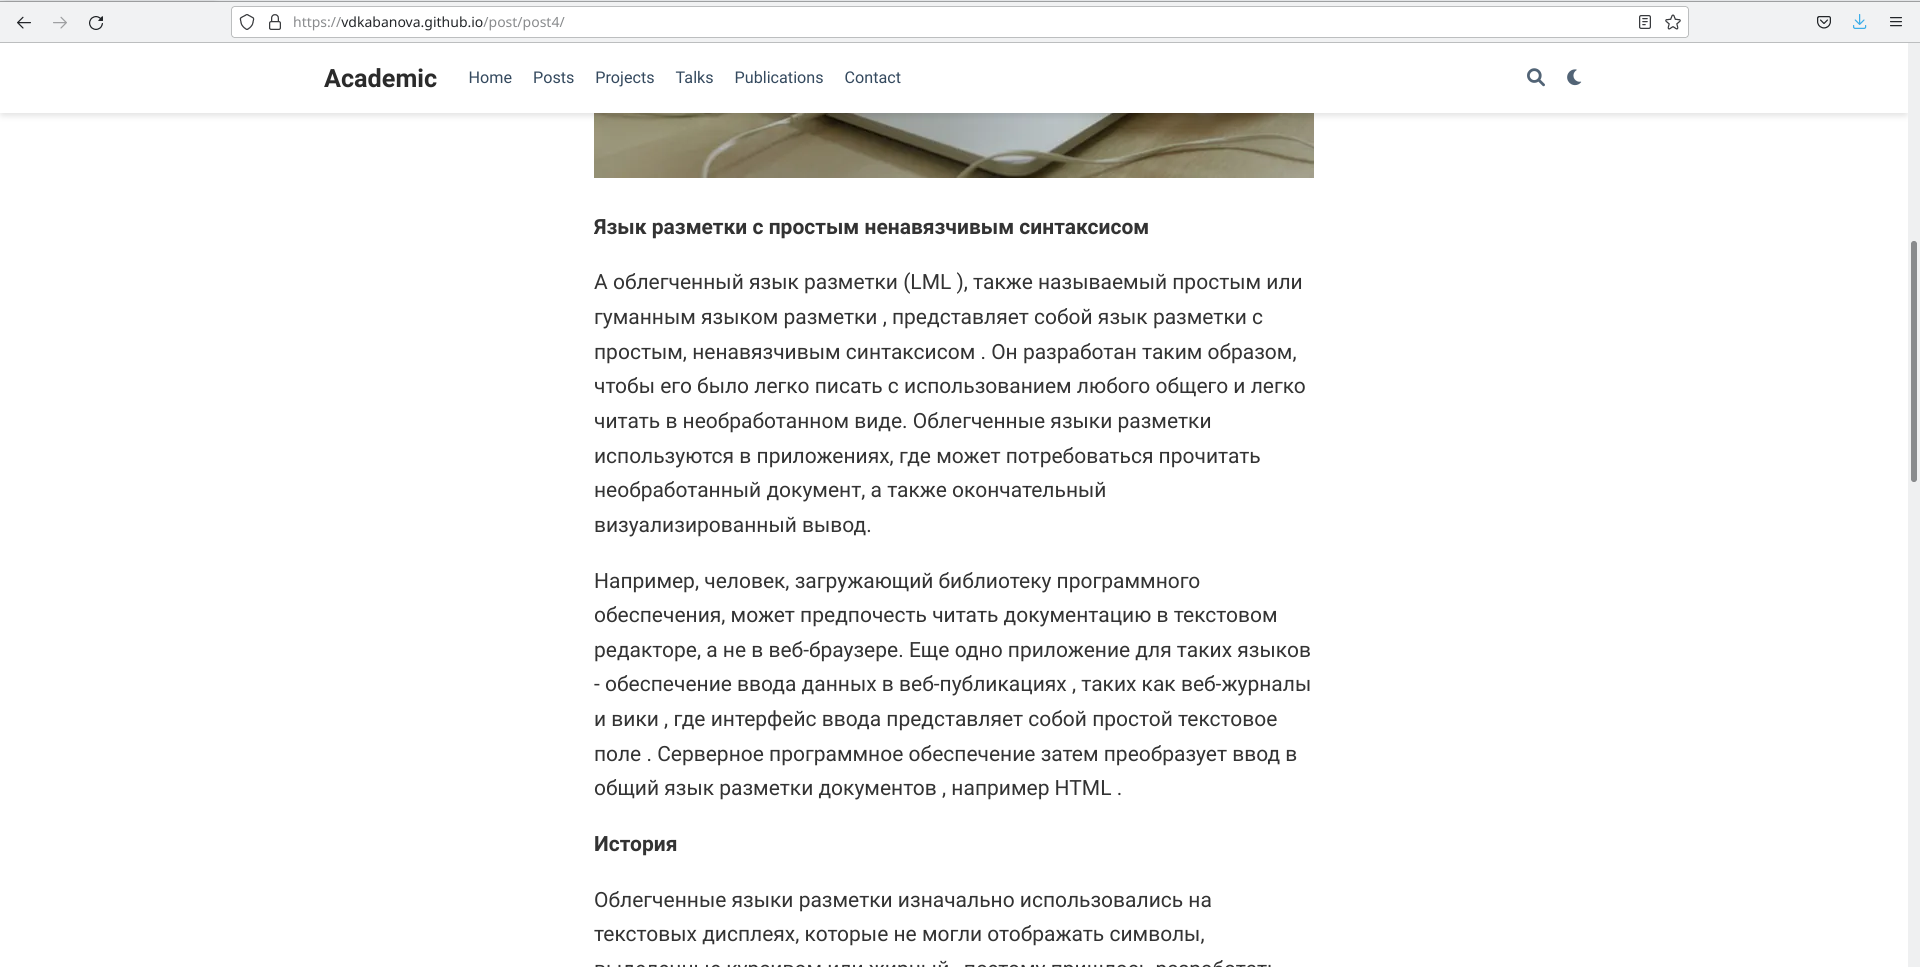 https://vdkabanova.github.io/post/post4/
Academic Home Posts Projects Talks Publications Contact
Язык разметки с простым ненавязчивым синтаксисом
А облегченный язык разметки (LML ), также называемый простым или
гуманным языком разметки , представляет собой язык разметки с
простым, ненавязчивым синтаксисом . Он разработан таким образом,
чтобы его было легко писать с использованием любого общего и легко
читать в необработанном виде. Облегченные языки разметки
используются в приложениях, где может потребоваться прочитать
необработанный документ, а также окончательный
визуализированный вывод.
Например, человек, загружающий библиотеку программного
обеспечения, может предпочесть читать документацию в текстовом
редакторе, а не в веб-браузере. Еще одно приложение для таких языков
- обеспечение ввода данных в веб-публикациях , таких как веб-журналы
и вики , где интерфейс ввода представляет собой простой текстовое
поле . Серверное программное обеспечение затем преобразует ввод в
общий язык разметки документов , например HTML .
История
Облегченные языки разметки изначально использовались на
текстовых дисплеях, которые не могли отображать символы,